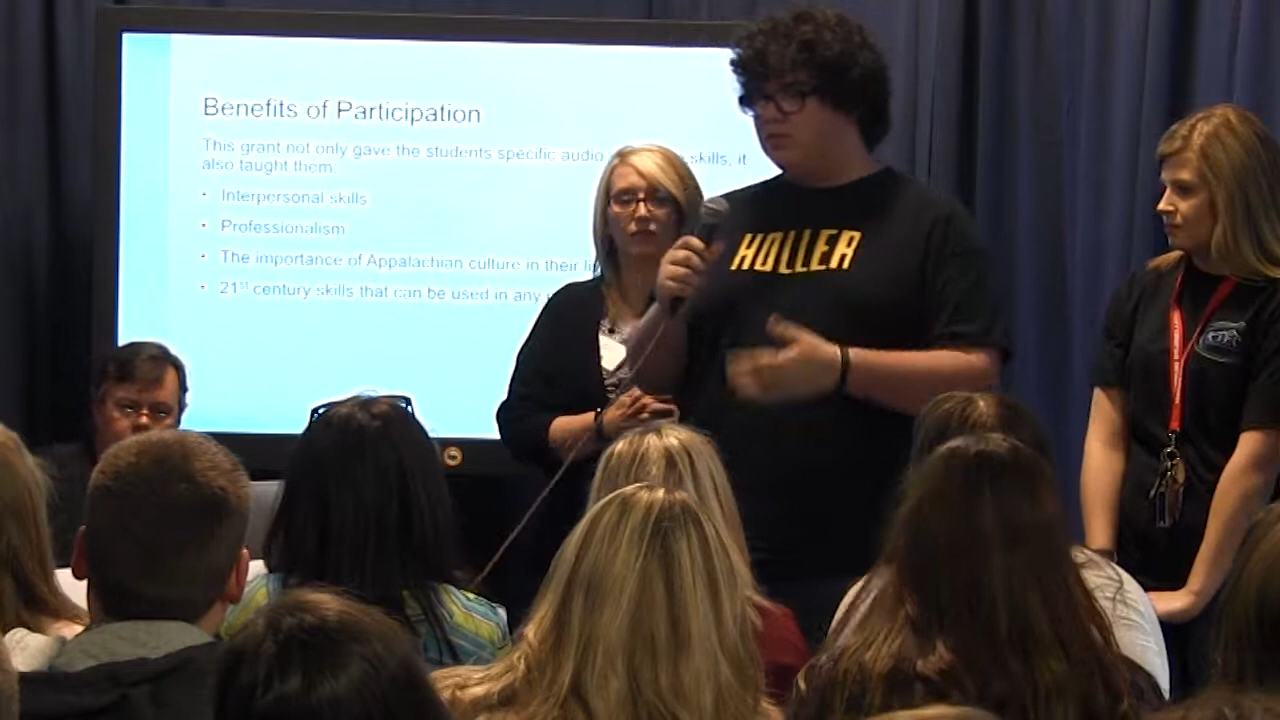 Benefits of Participation
This grant not only gave the students specific audio skills, it
also taught them:
• Interpersonal skills
• Professionalism
• The importance of Appalachian culture in their
• 21st century skills that can be used in any
HOLLER